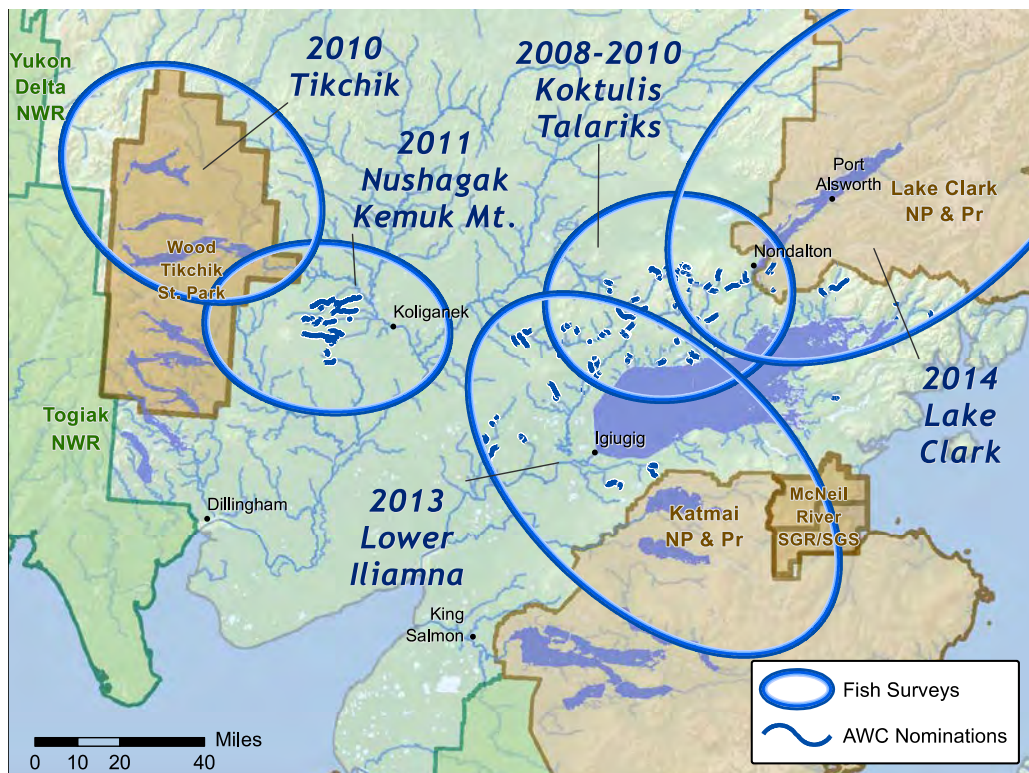 Yukon
Delta
NWR
2010
Tikchik
2008-2010
Koktulis
Talariks
2011
Nushagak
Kemuk Mt.
Port
Alsworth
Lake Clark
NP & Pr
Nondalton
Wood
Tikchik
St. Park
Koliganek
2014
Lake
Clark
Togiak
NWR
Igiugig
Dillingham
2013
Lower
Iliamna
Katmai
NP & Pr
McNeil
River
SGR/SGS
King
Salmon
Fish Surveys
AWC Nominations
Miles
0 10 20 40